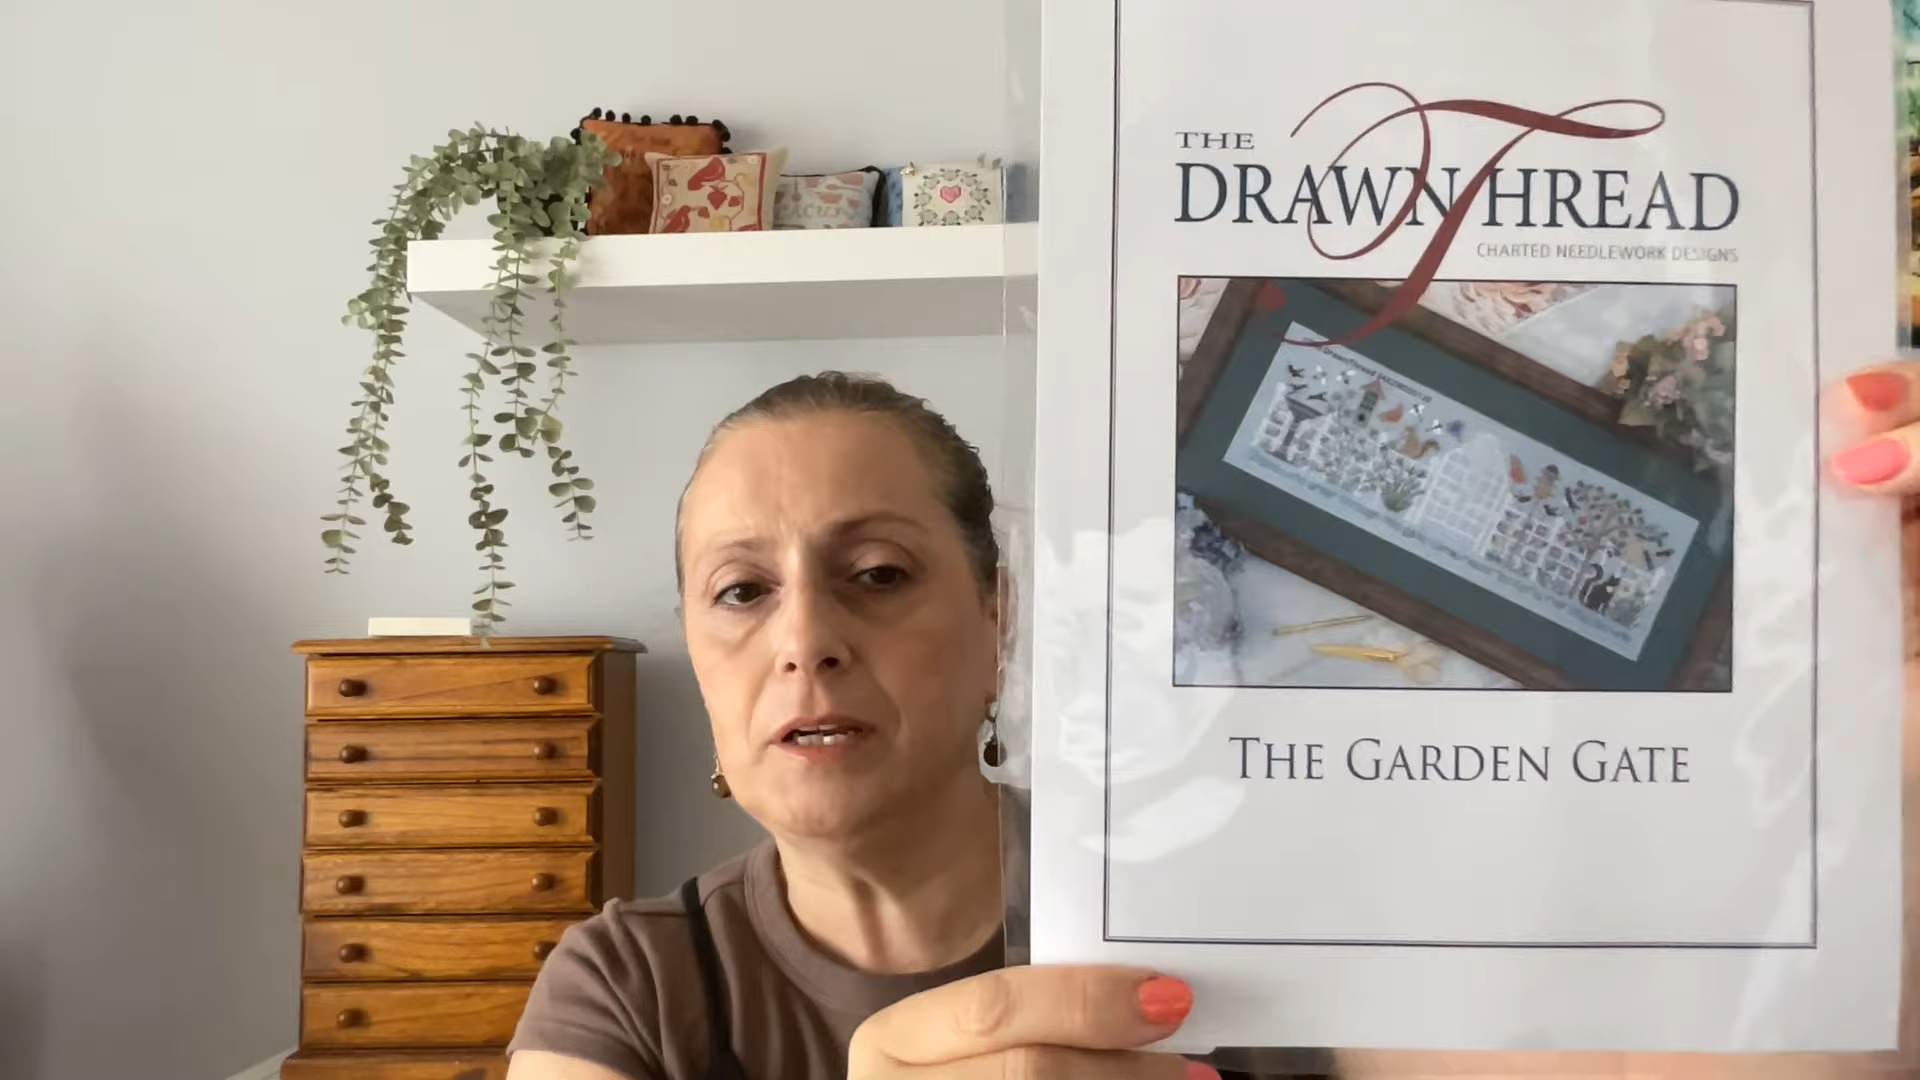 THE
DRAWN THREAD
CHARTED NEEDLEWORK DESIGNS
THE GARDEN GATE